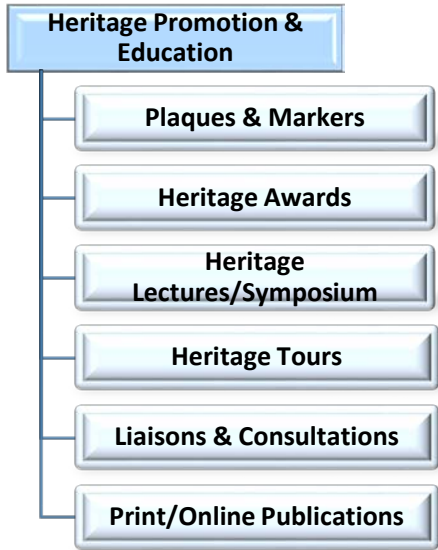 Heritage Promotion &
Education
Plaques & Markers
Heritage Awards
Heritage
Lectures/Symposium
Heritage Tours
Liaisons & Consultations
Print/Online Publications